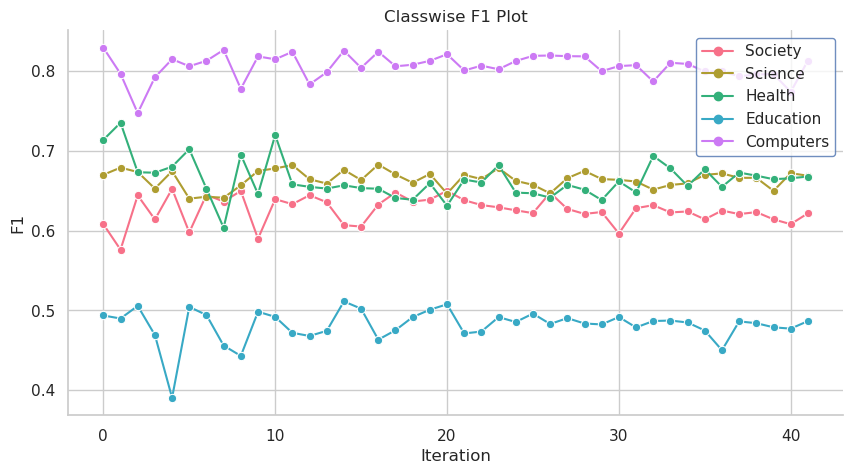 Classwise F1 Plot
Society
Science
Health
Education
Computers
0.8
0.7
0.6
0.5
0.4
F1
0
10
20
30
40
Iteration